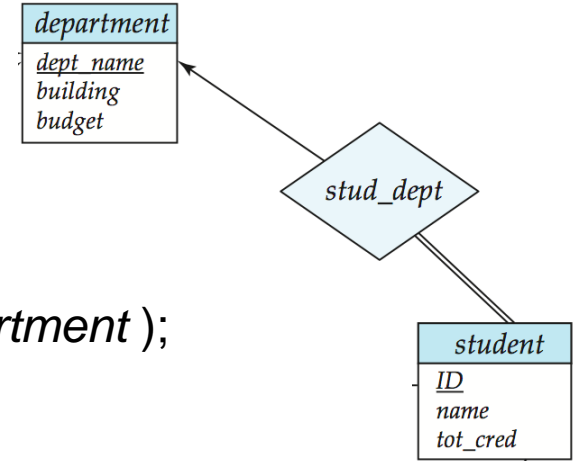 department
dept_name
building
budget
stud_dept
rtment );
student
ID
name
tot_cred